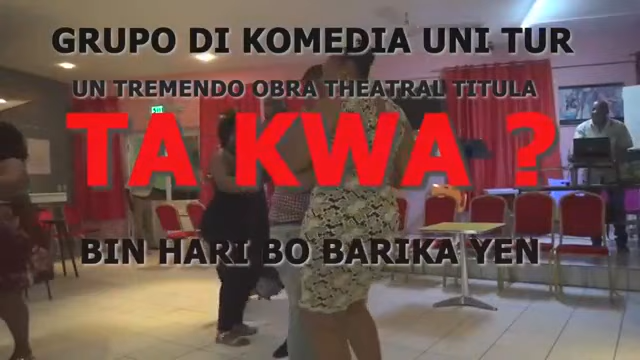 GRUPO DI KOMEDIA UNI TUR
UN TREMENDO OBRA THEATRAL TITULA
TA KWA ?
BIN HARI BO BARIKA YEN